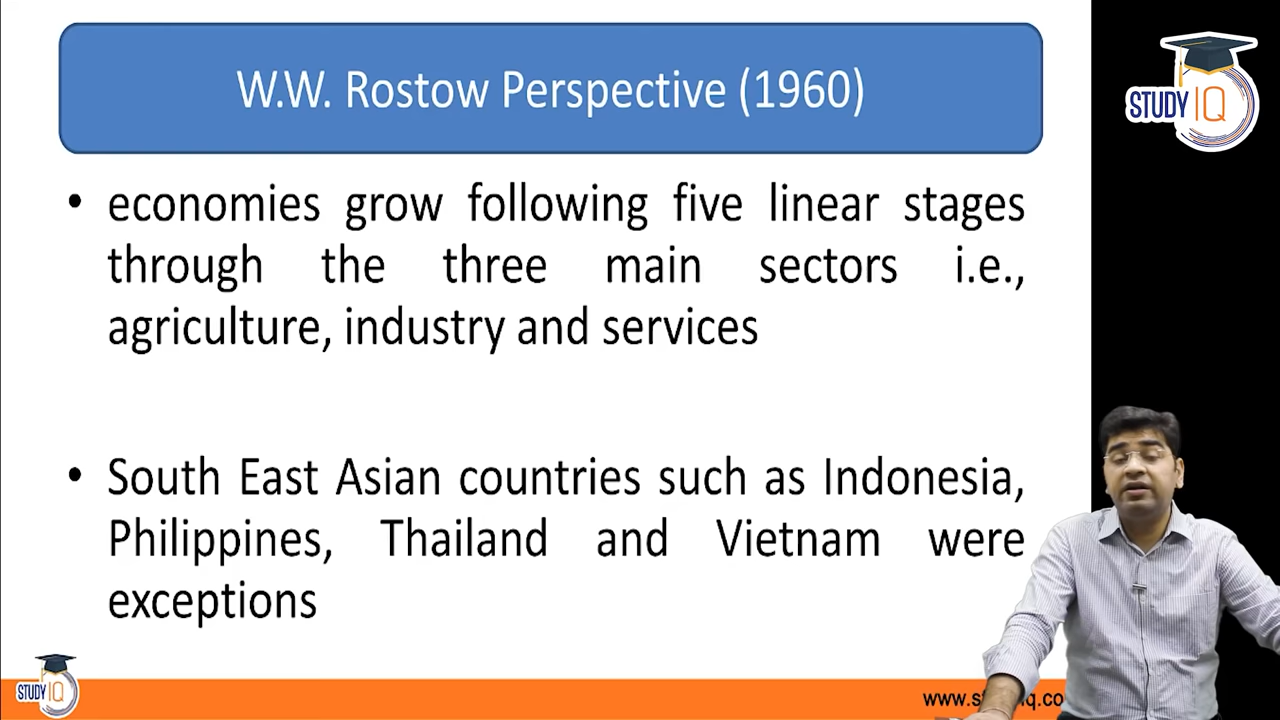 W.W. Rostow Perspective (1960)
STUDY IQ
• economies grow following five linear stages
through the three main sectors i.e.,
agriculture, industry and services
• South East Asian countries such as Indonesia,
Philippines, Thailand and Vietnam were
exceptions
STUDY IQ